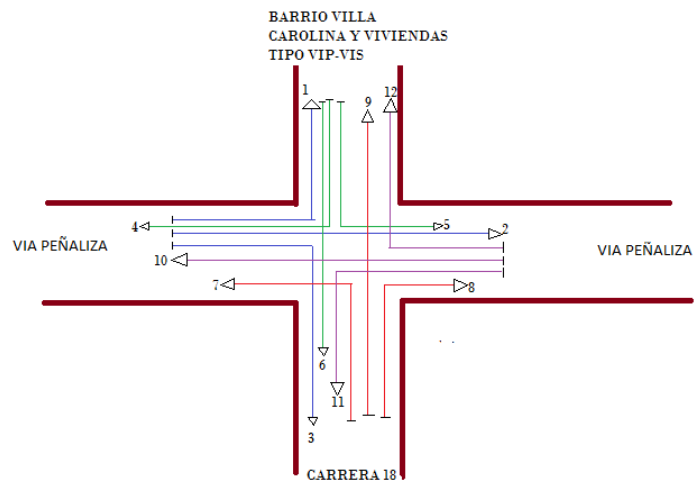 BARRIO VILLA
CAROLINA Y VIVIENDAS
TIPO VIP-VIS
1
9
12
4
5
2
VIA PEÑALIZA
VIA PEÑALIZA
10
7
8
6
11
3
CARRERA 18